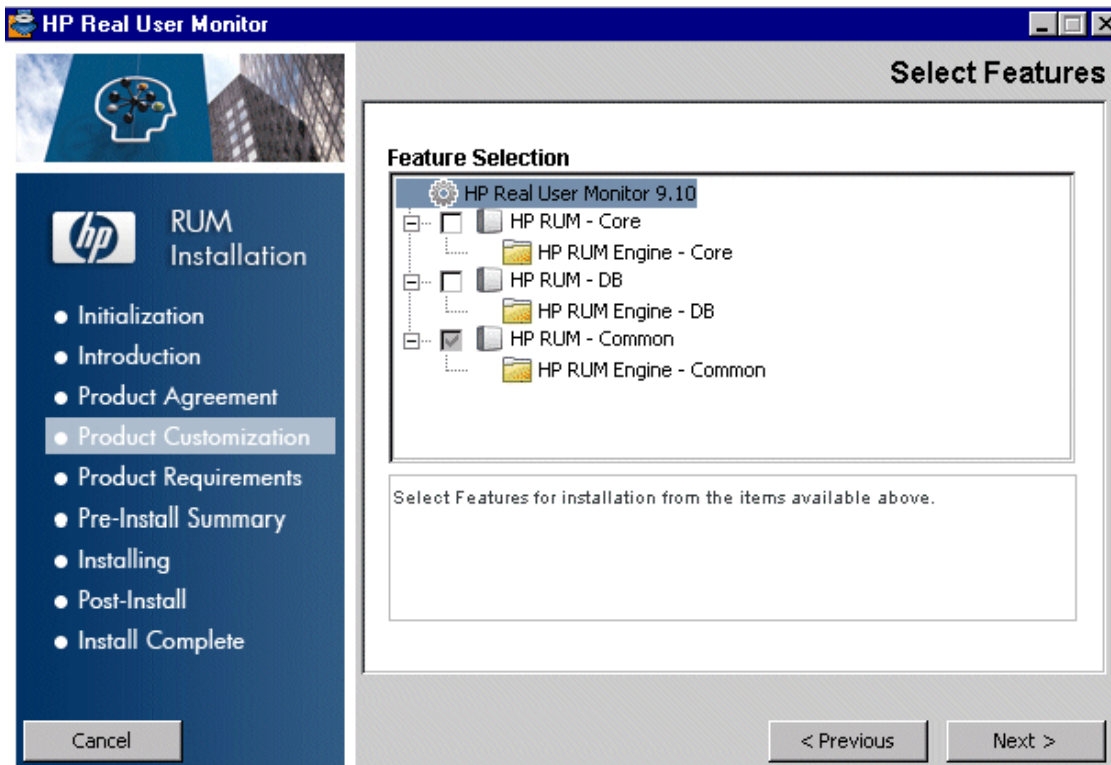 HP Real User Monitor
Select Features
hp
RUM
Installation
Initialization
Introduction
Product Agreement
Product Customization
Product Requirements
Pre-Install Summary
Installing
Post-Install
Install Complete
Feature Selection
HP Real User Monitor 9.10
HP RUM - Core
HP RUM Engine - Core
HP RUM - DB
HP RUM Engine - DB
HP RUM - Common
HP RUM Engine - Common
Select Features for installation from the items available above.
Cancel
< Previous
Next >